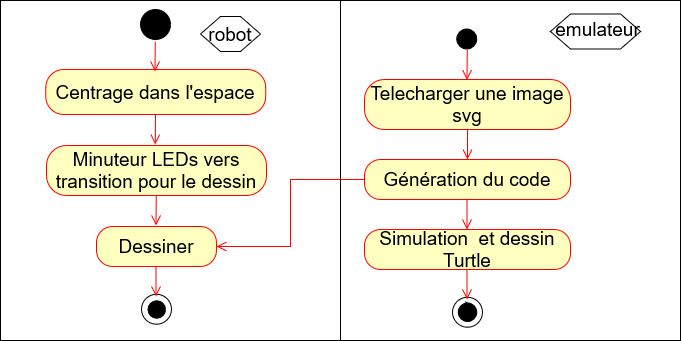 robot
Centrage dans l'espace
Minuteur LEDs vers
transition pour le dessin
Dessiner
emulateur
Telecharger une image
svg
Génération du code
Simulation et dessin
Turtle